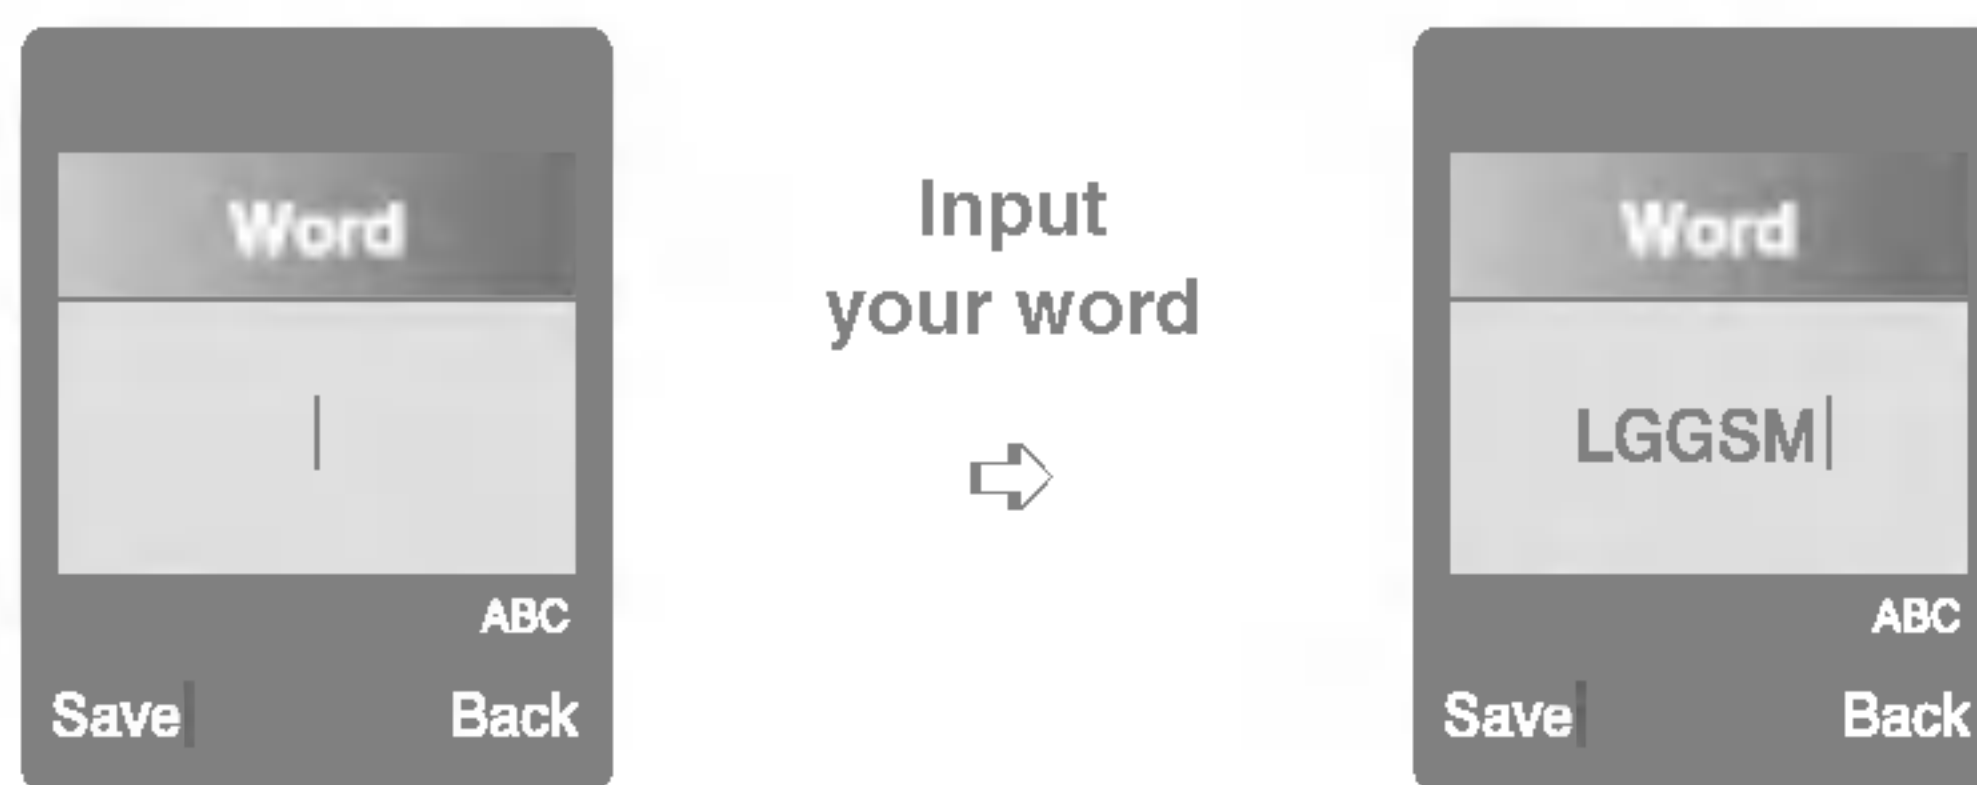 Word
ABC
Save Back
Input
your word
Word
LGGSM
ABC
Save Back